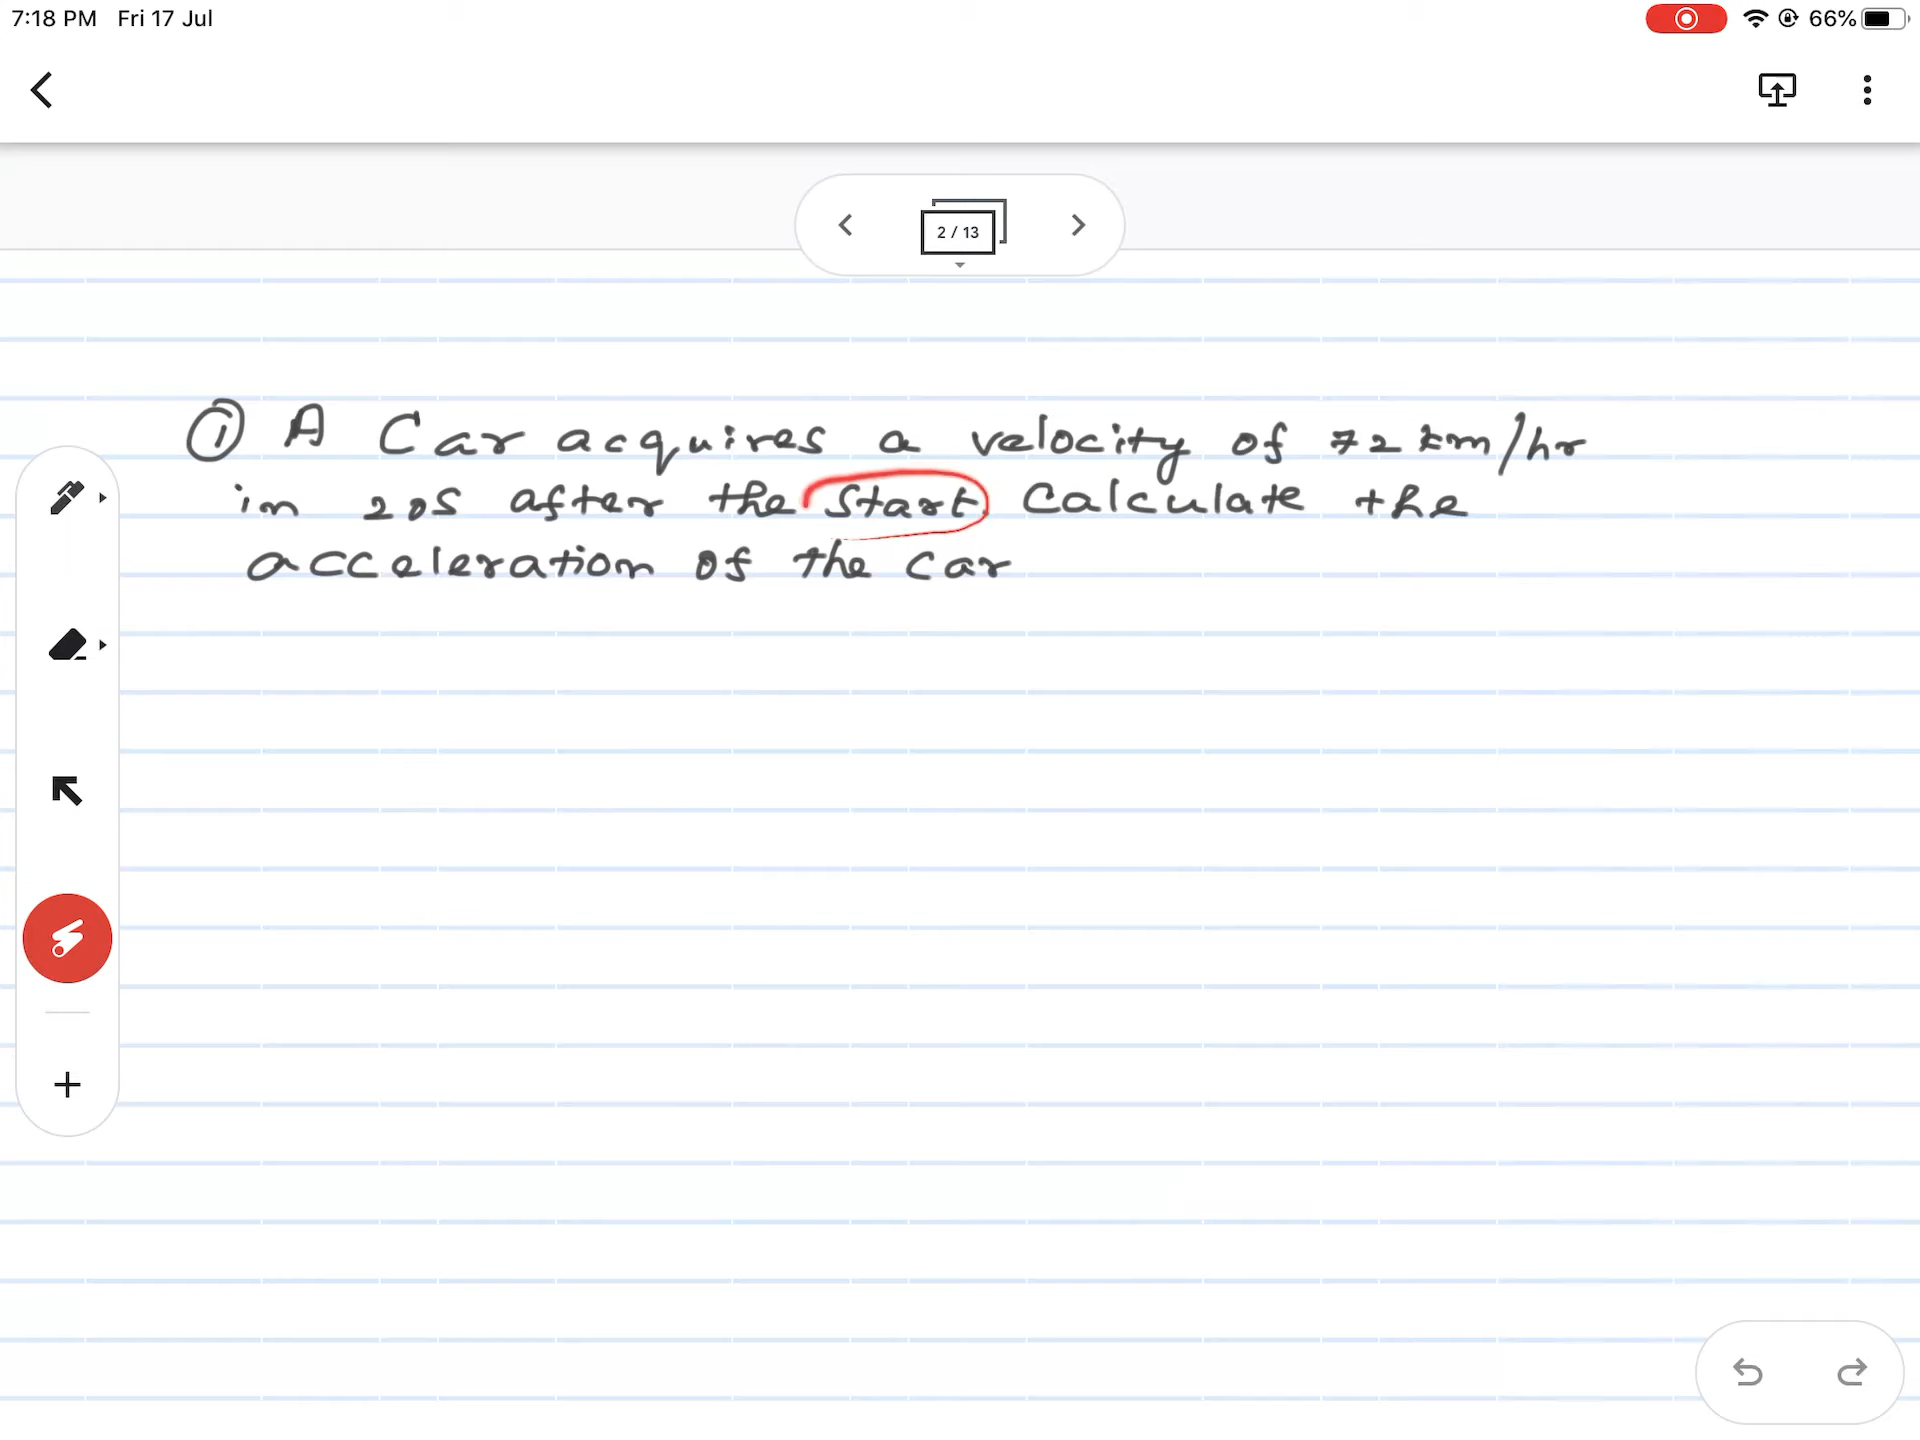 7:18 PM Fri 17 Jul 66%
2 / 13
① A Car acquires a velocity of 72 km/hr
in 20s after the Start. Calculate the
acceleration of the car